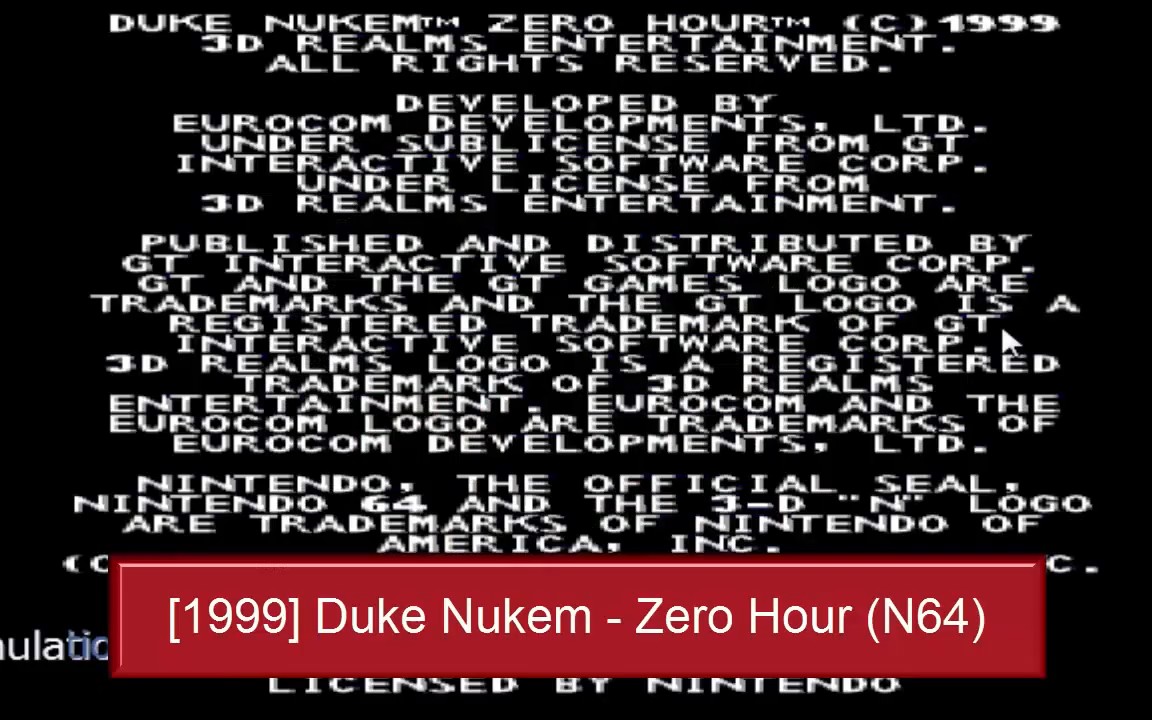 DUKE NUKEM™ ZERO HOUR™ (C) 1999
3D REALMS ENTERTAINMENT.
ALL RIGHTS RESERVED.
DEVELOPED BY
EUROCOM DEVELOPMENTS, LTD.
UNDER SUBLICENSE FROM GT
INTERACTIVE SOFTWARE CORP.
UNDER LICENSE FROM
3D REALMS ENTERTAINMENT.
PUBLISHED AND DISTRIBUTED BY
GT INTERACTIVE SOFTWARE CORP.
GT AND THE GT GAMES LOGO ARE
TRADEMARKS AND THE GT LOGO IS A
REGISTERED TRADEMARK OF GT
INTERACTIVE SOFTWARE CORP.
3D REALMS LOGO IS A REGISTERED
TRADEMARK OF 3D REALMS
ENTERTAINMENT. EUROCOM AND THE
EUROCOM LOGO ARE TRADEMARKS OF
EUROCOM DEVELOPMENTS, LTD.
NINTENDO, THE OFFICIAL SEAL,
NINTENDO 64 AND THE 3-D "N" LOGO
ARE TRADEMARKS OF NINTENDO OF
AMERICA, INC.
[1999] Duke Nukem - Zero Hour (N64)
LICENSED BY NINTENDO